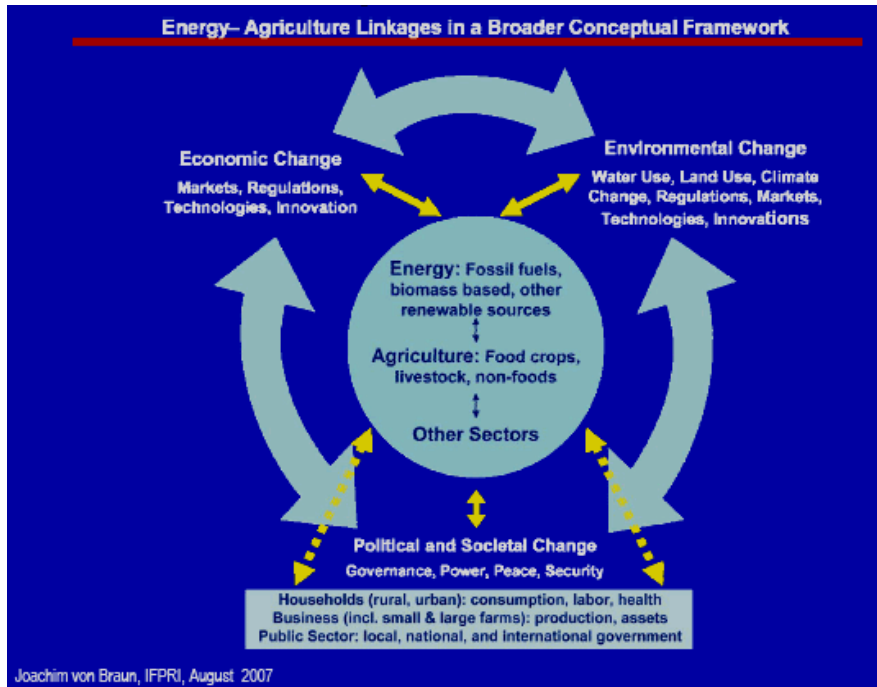 Energy– Agriculture Linkages in a Broader Conceptual Framework
Economic Change
Markets, Regulations,
Technologies, Innovation
Environmental Change
Water Use, Land Use, Climate
Change, Regulations, Markets,
Technologies, Innovations
Energy: Fossil fuels,
biomass based, other
renewable sources
Agriculture: Food crops,
livestock, non-foods
Other Sectors
Political and Societal Change
Governance, Power, Peace, Security
Households (rural, urban): consumption, labor, health
Business (incl. small & large farms): production, assets
Public Sector: local, national, and international government
Joachim von Braun, IFPRI, August 2007